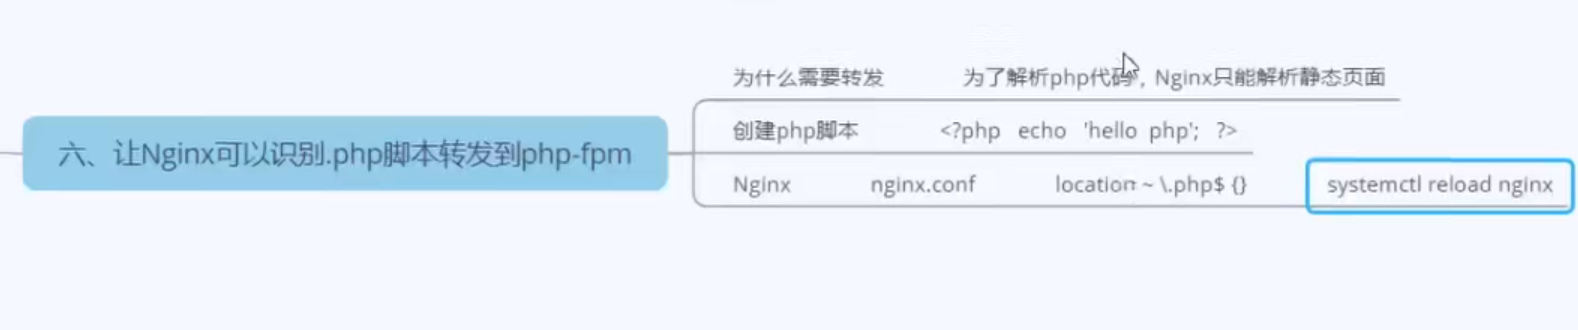 为什么需要转发 为了解析php代码，Nginx只能解析静态页面
创建php脚本 <?php echo 'hello php'; ?>
六、让Nginx可以识别.php脚本转发到php-fpm
Nginx nginx.conf location ~ \.php$ {} systemctl reload nginx